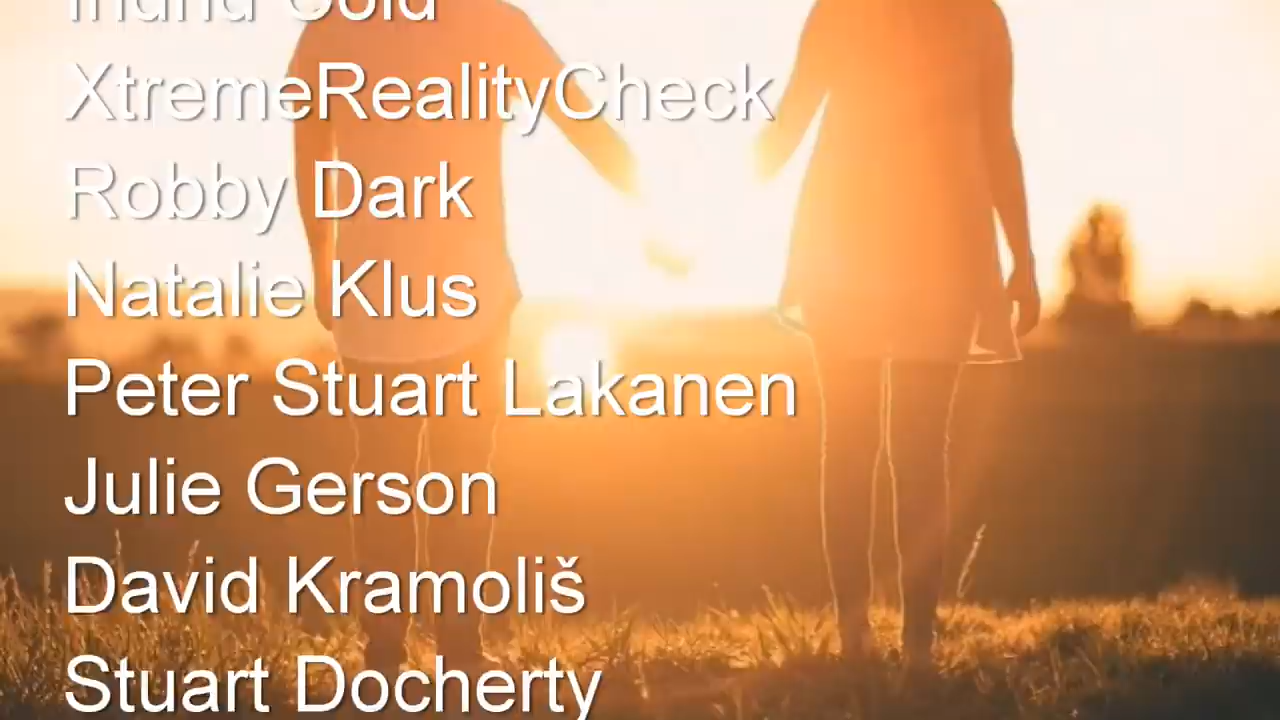 XtremeRealityCheck
Robby Dark
Natalie Klus
Peter Stuart Lakanen
Julie Gerson
David Kramoliš
Stuart Docherty